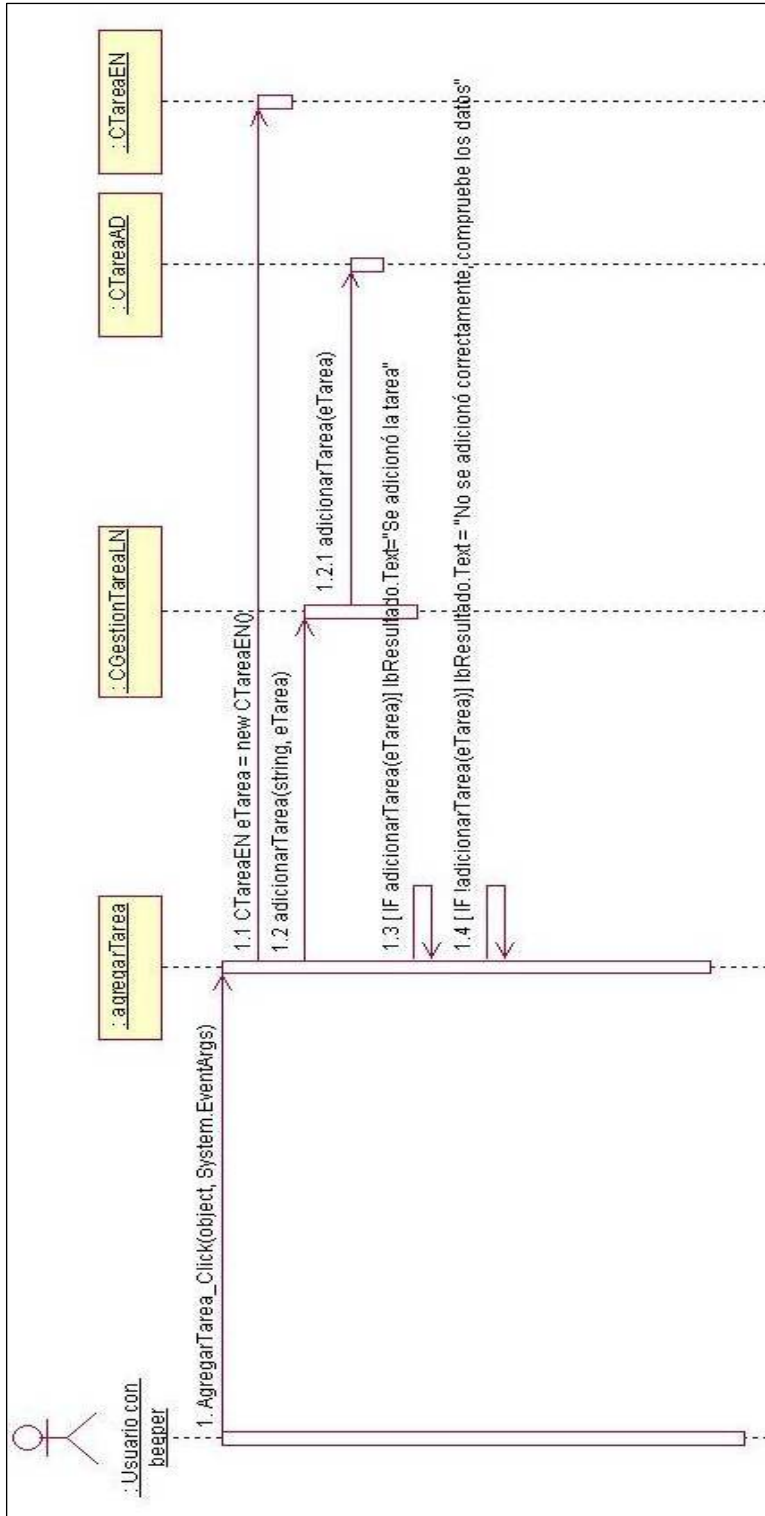 :Usuario con
beeper
: agregarTarea
: CGestionTareaLN
: CTareaAD
: CTareaEN
1. AgregarTarea_Click(object, System.EventArgs)
1.1 CTareaEN eTarea = new CTareaEN()
1.2 adicionarTarea(string, eTarea)
1.2.1 adicionarTarea(eTarea)
1.3 [IF adicionarTarea(eTarea)] lbResultado.Text="Se adicionó la tarea"
1.4 [IF !adicionarTarea(eTarea)] lbResultado.Text = "No se adicionó correctamente, compruebe los datos"